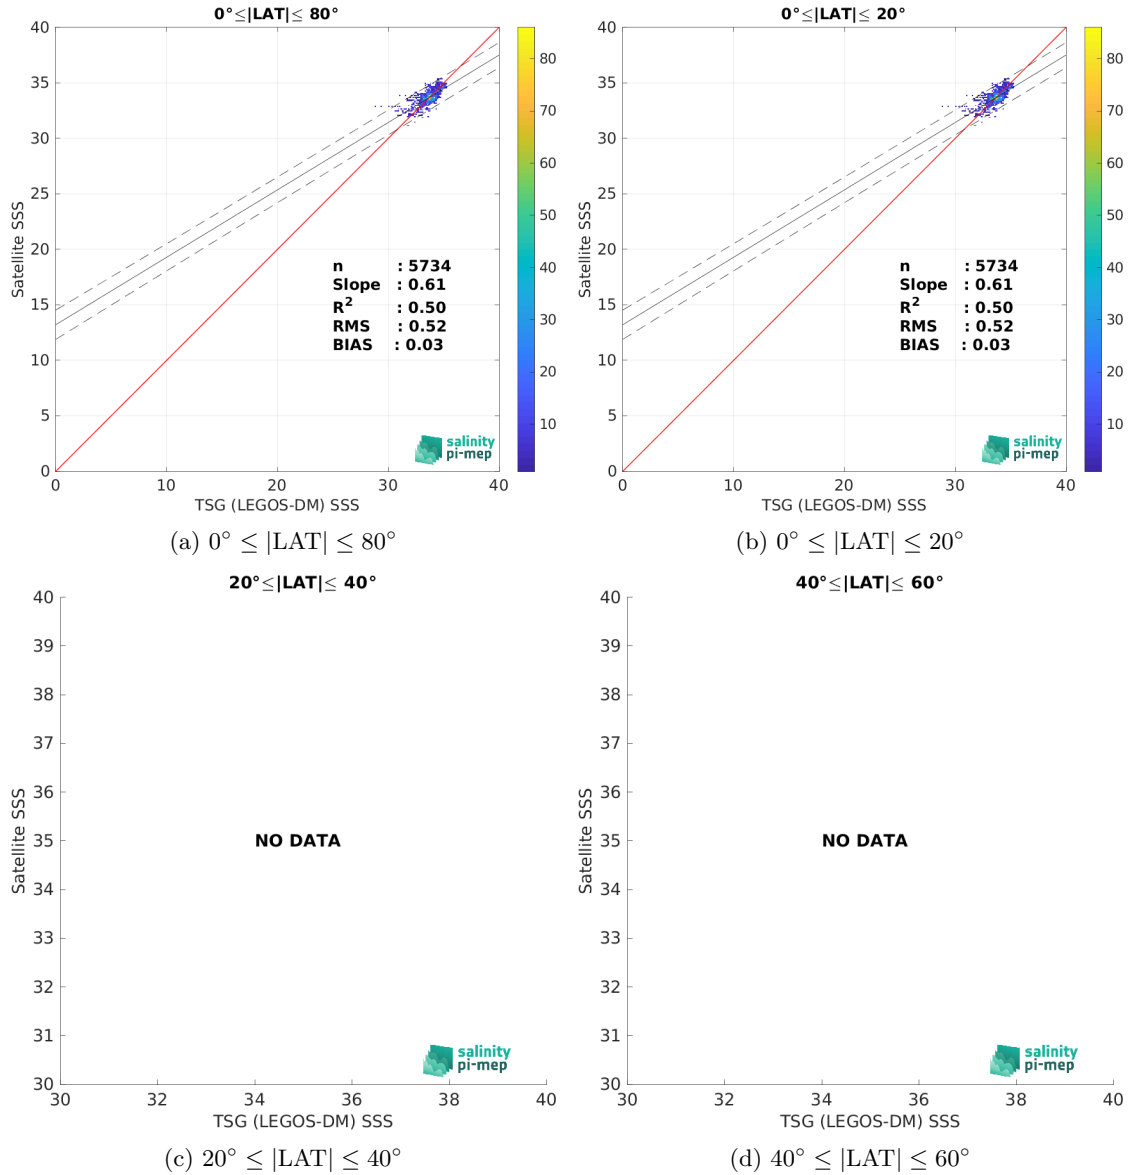 0°≤|LAT|≤ 80°
40
35
30
25
20
15
10
5
0
0
10
20
30
40
Satellite SSS
TSG (LEGOS-DM) SSS
n : 5734
Slope : 0.61
R² : 0.50
RMS : 0.52
BIAS : 0.03
salinity
pi-mep
80
70
60
50
40
30
20
10
(a) 0° ≤ |LAT| ≤ 80°
0°≤|LAT|≤ 20°
40
35
30
25
20
15
10
5
0
0
10
20
30
40
Satellite SSS
TSG (LEGOS-DM) SSS
n : 5734
Slope : 0.61
R² : 0.50
RMS : 0.52
BIAS : 0.03
salinity
pi-mep
80
70
60
50
40
30
20
10
(b) 0° ≤ |LAT| ≤ 20°
20°≤|LAT|≤ 40°
40
39
38
37
36
35
34
33
32
31
30
30
32
34
36
38
40
Satellite SSS
NO DATA
salinity
pi-mep
TSG (LEGOS-DM) SSS
(c) 20° ≤ |LAT| ≤ 40°
40°≤|LAT|≤ 60°
40
39
38
37
36
35
34
33
32
31
30
30
32
34
36
38
40
Satellite SSS
NO DATA
salinity
pi-mep
TSG (LEGOS-DM) SSS
(d) 40° ≤ |LAT| ≤ 60°